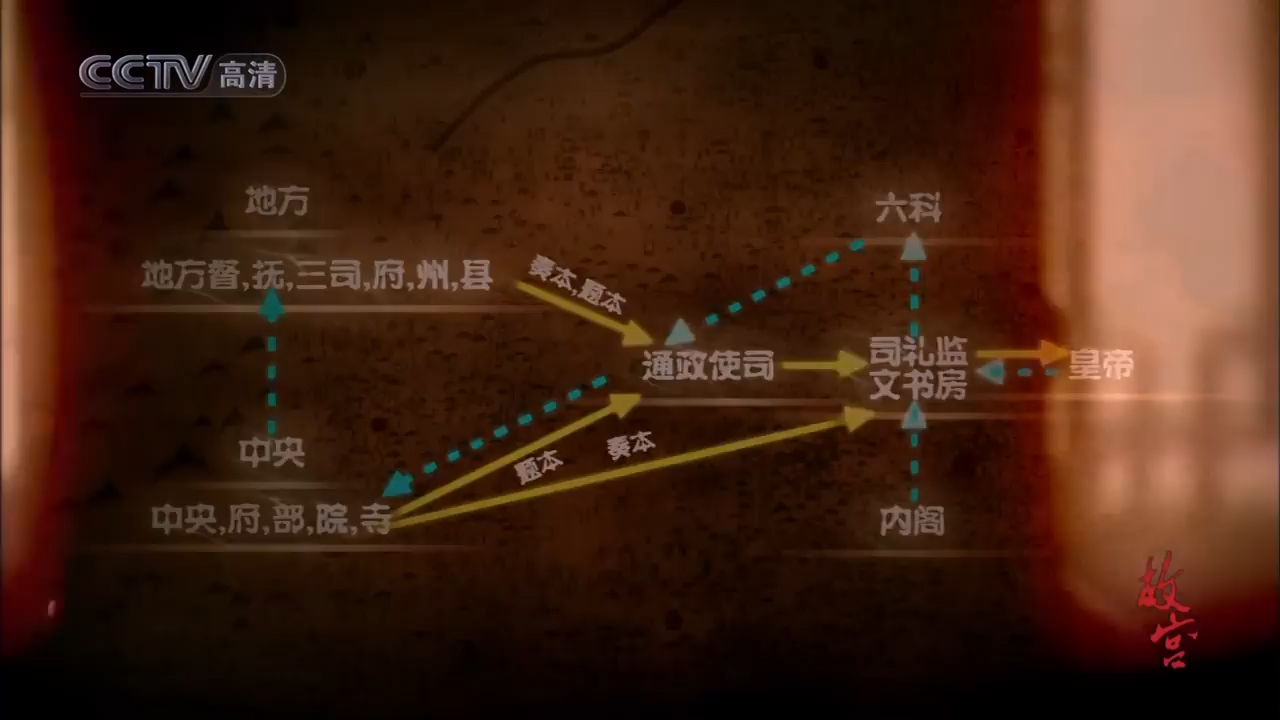 CCTV高清
地方
地方督,抚,三司,府,州,县
奏本,题本
六科
通政使司
司礼监
文书房
皇帝
中央
中央,府,部,院,寺
题本
奏本
内阁
故宫